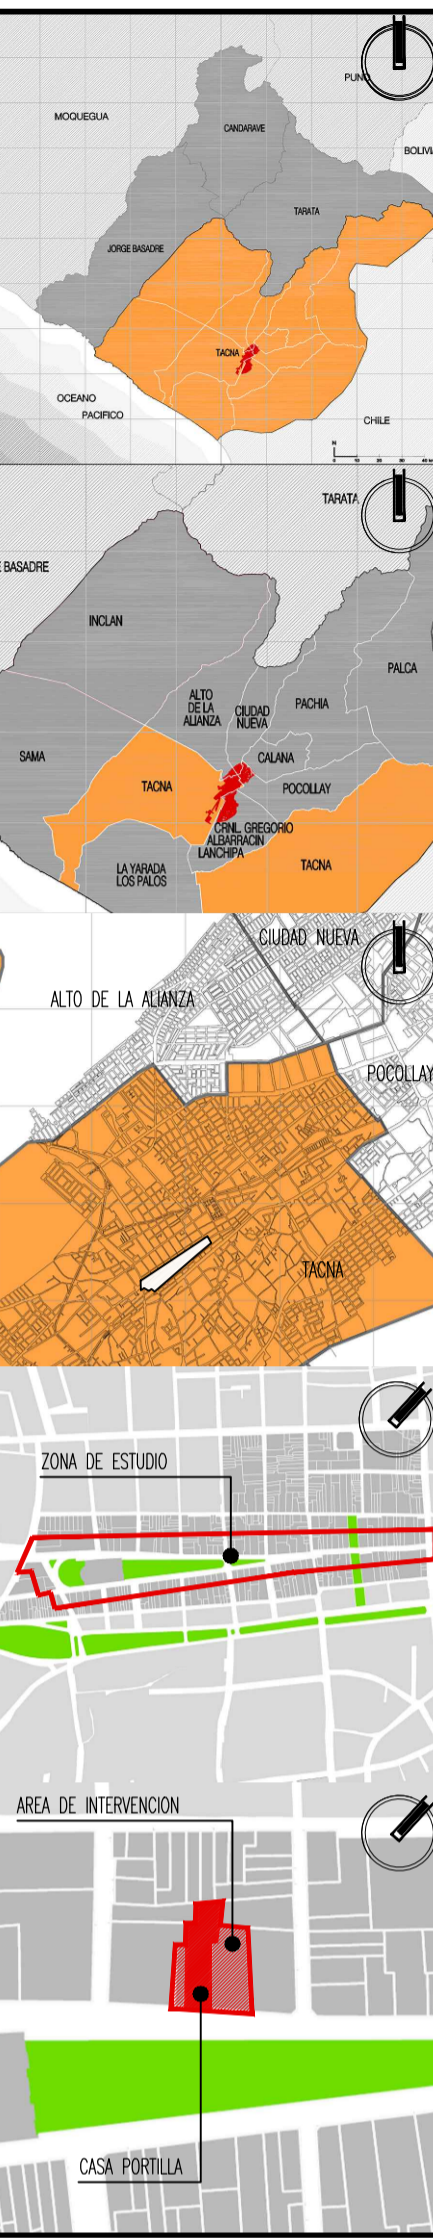 PUNO
MOQUEGUA
CANDARAVE
BOLIVIA
TARATA
JORGE BASADRE
TACNA
OCEANO
PACIFICO
CHILE
N
TARATA
E BASADRE
INCLAN
PALCA
ALTO
DE LA
ALIANZA
CIUDAD
NUEVA
PACHIA
SAMA
CALANA
TACNA
POCOLLAY
CRNL. GREGORIO
ALBARRACIN
LANCHIPA
LA YARADA
LOS PALOS
TACNA
CIUDAD NUEVA
ALTO DE LA ALIANZA
POCOLLAY
TACNA
ZONA DE ESTUDIO
AREA DE INTERVENCION
CASA PORTILLA